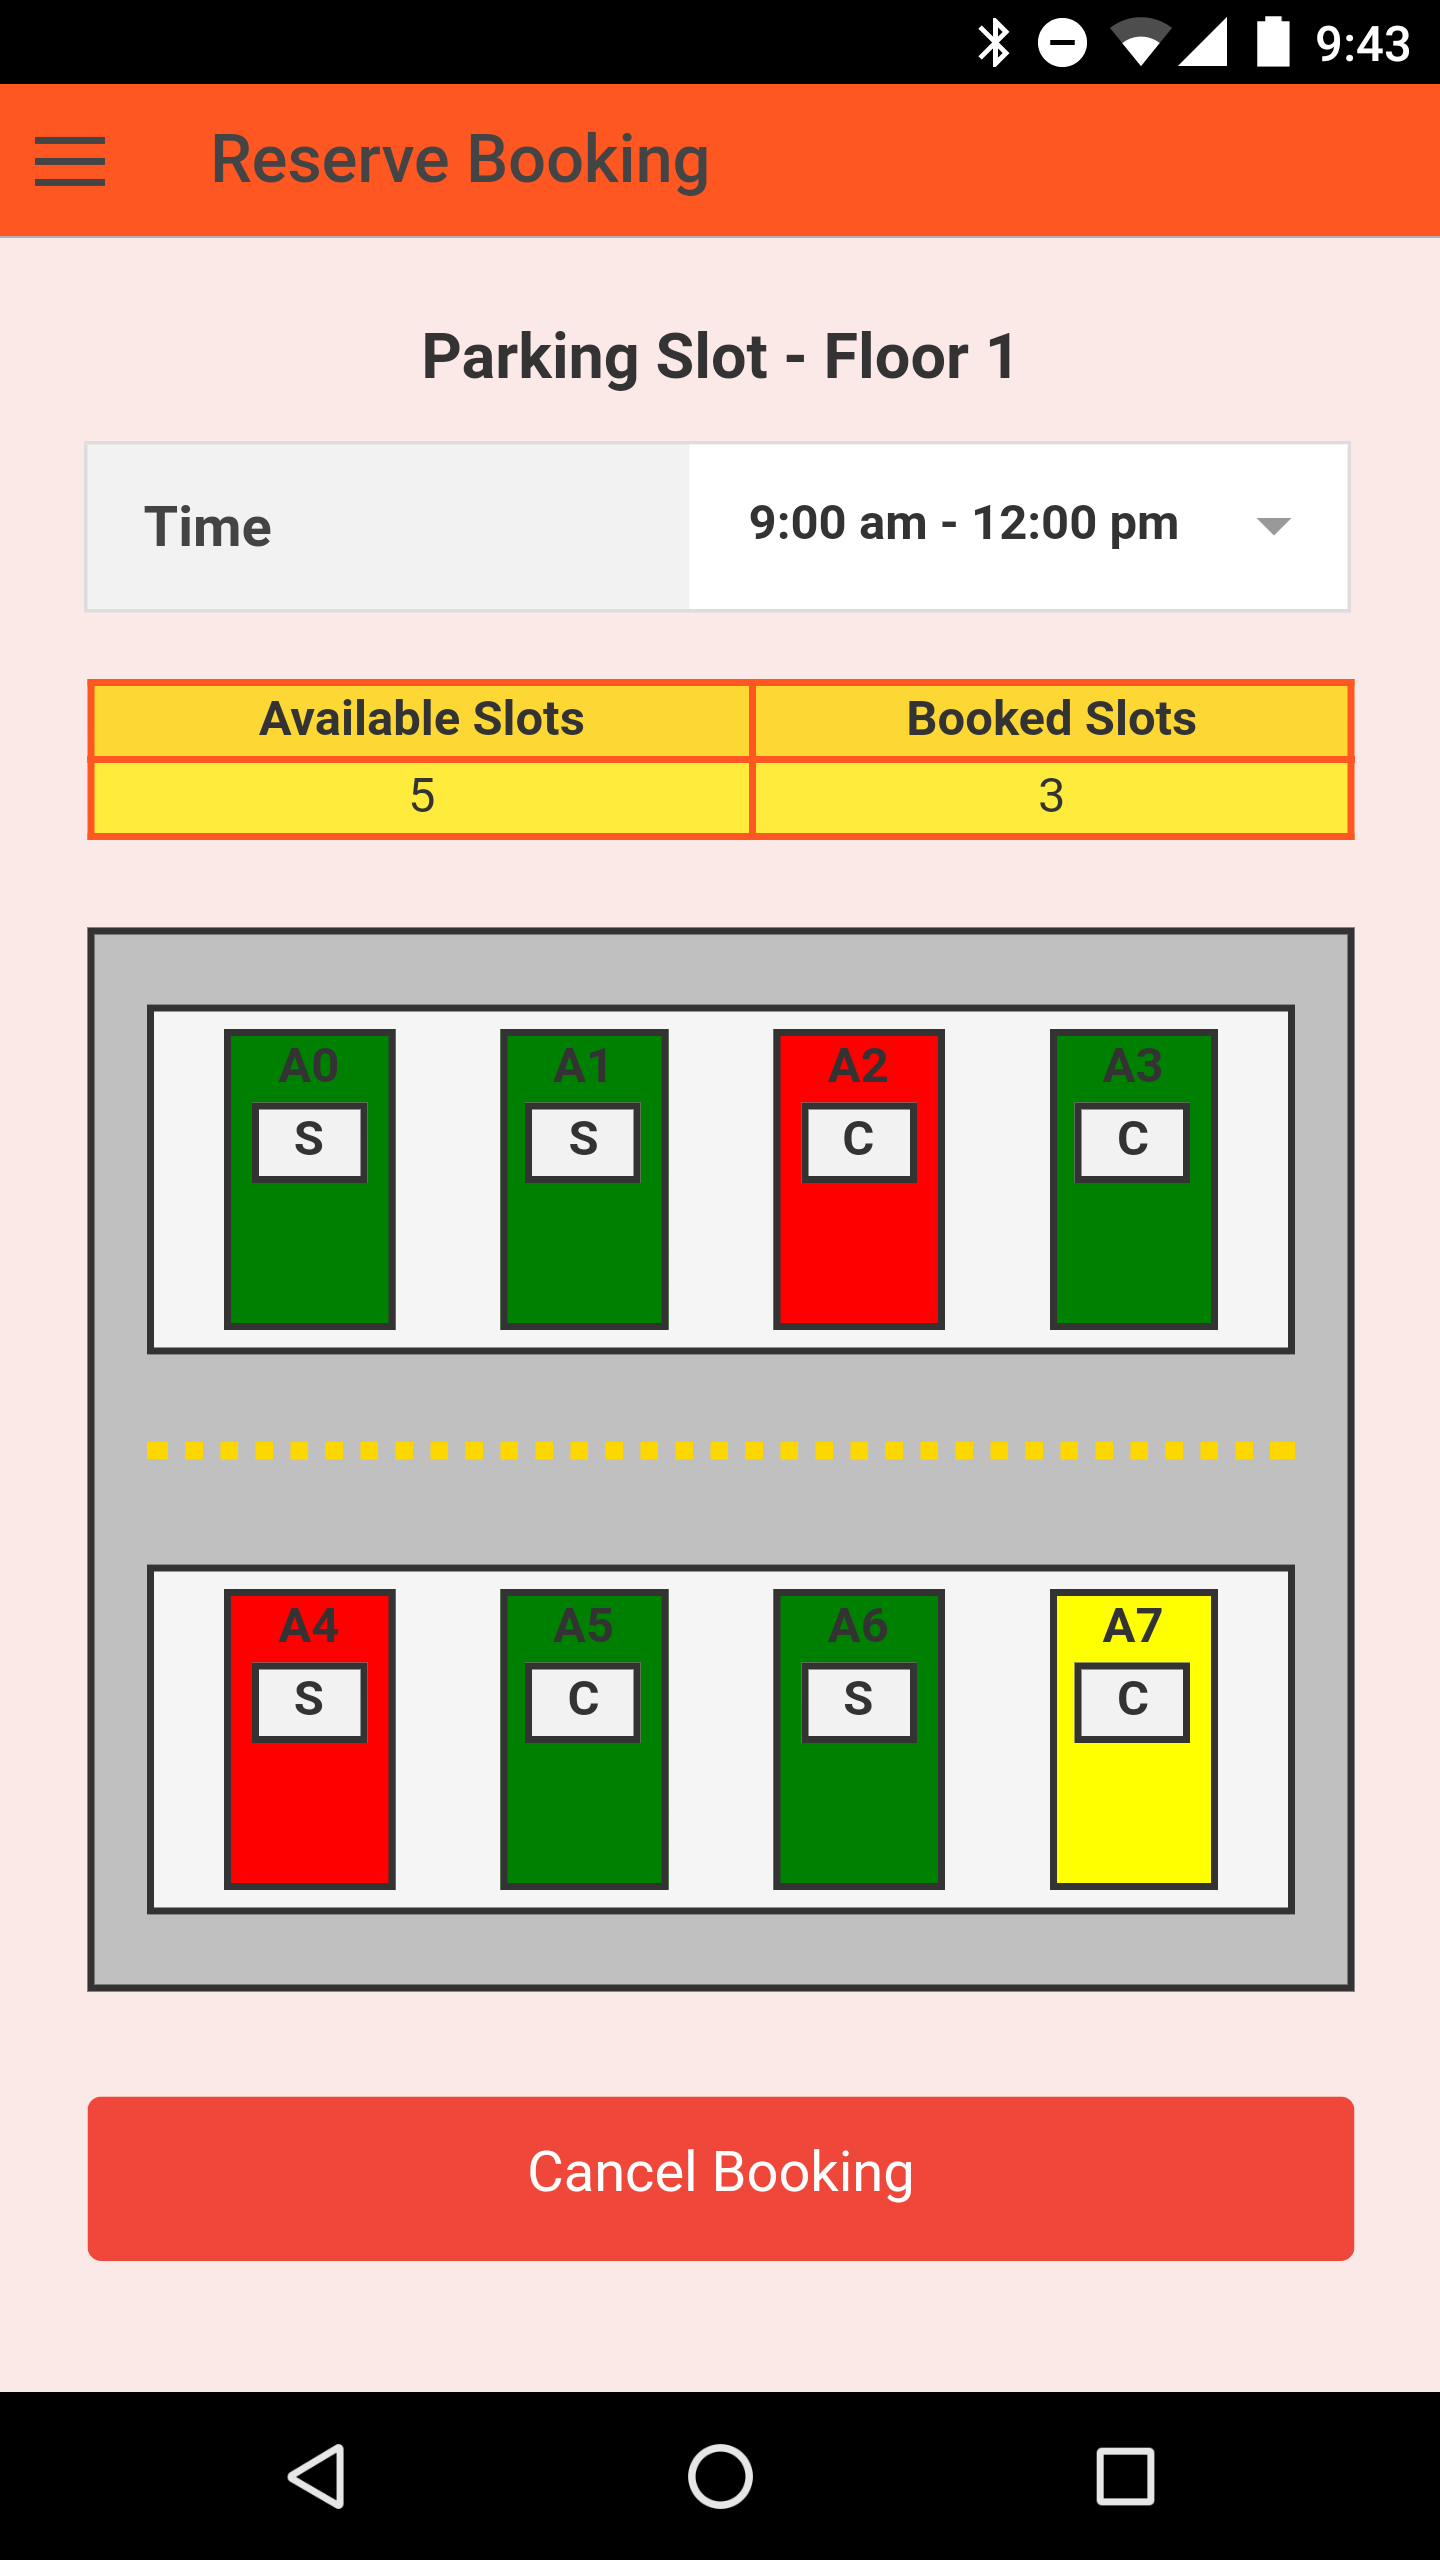 9:43
Reserve Booking
Parking Slot - Floor 1
Time
9:00 am - 12:00 pm
Available Slots Booked Slots
5 3
A0 A1 A2 A3
S S C C
A4 A5 A6 A7
S C S C
Cancel Booking